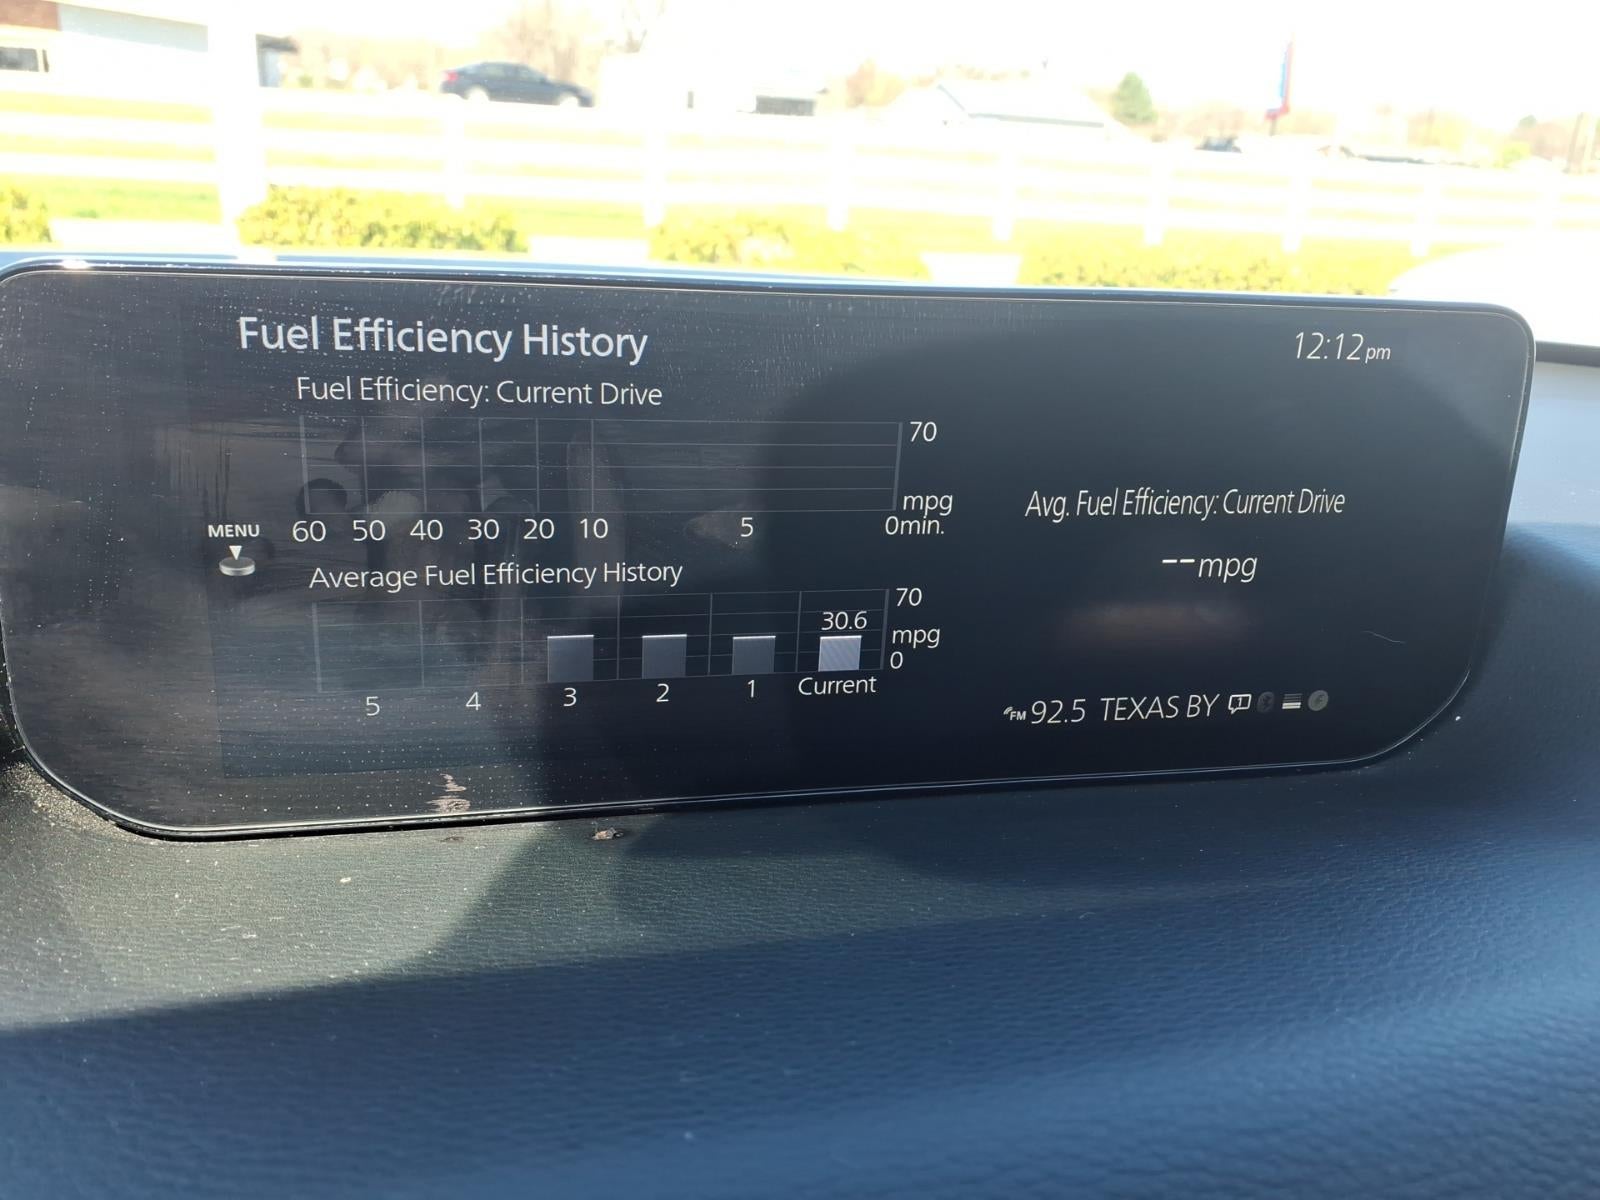 Fuel Efficiency History
12:12pm
Fuel Efficiency: Current Drive
70
mpg
60 50 40 30 20 10 5 0min.
MENU
Avg. Fuel Efficiency: Current Drive
--mpg
Average Fuel Efficiency History
70
30.6
mpg
0
5 4 3 2 1 Current
FM 92.5 TEXAS BY